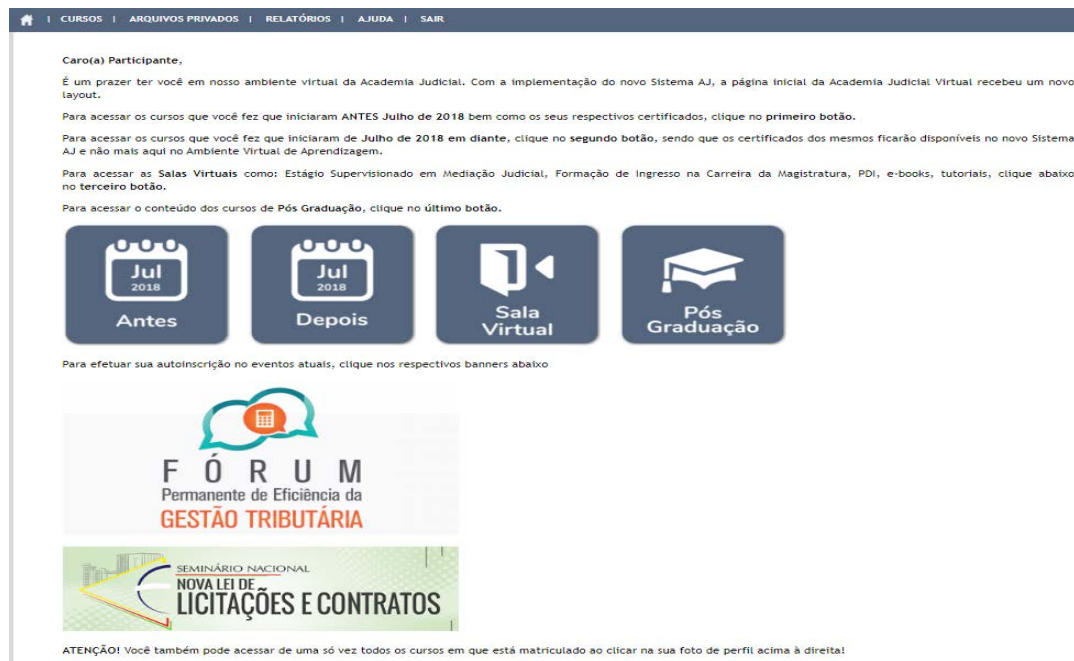 | CURSOS | ARQUIVOS PRIVADOS | RELATÓRIOS | AJUDA | SAIR
Caro(a) Participante,
É um prazer ter você em nosso ambiente virtual da Academia Judicial. Com a implementação do novo Sistema AJ, a página inicial da Academia Judicial Virtual recebeu um novo
layout.
Para acessar os cursos que você fez que iniciaram ANTES Julho de 2018 bem como os seus respectivos certificados, clique no primeiro botão.
Para acessar os cursos que você fez que iniciaram de Julho de 2018 em diante, clique no segundo botão, sendo que os certificados dos mesmos ficarão disponíveis no novo Sistema
AJ e não mais aqui no Ambiente Virtual de Aprendizagem.
Para acessar as Salas Virtuais como: Estágio Supervisionado em Mediação Judicial, Formação de Ingresso na Carreira da Magistratura, PDI, e-books, tutoriais, clique abaixo
no terceiro botão.
Para acessar o conteúdo dos cursos de Pós Graduação, clique no último botão.
Jul
2018
Antes
Jul
2018
Depois
Sala
Virtual
Pós
Graduação
Para efetuar sua autoinscrição no eventos atuais, clique nos respectivos banners abaixo
FÓRUM
Permanente de Eficiência da
GESTÃO TRIBUTÁRIA
SEMINÁRIO NACIONAL
NOVA LEI DE
LICITAÇÕES E CONTRATOS
ATENÇÃO! Você também pode acessar de uma só vez todos os cursos em que está matriculado ao clicar na sua foto de perfil acima à direita!